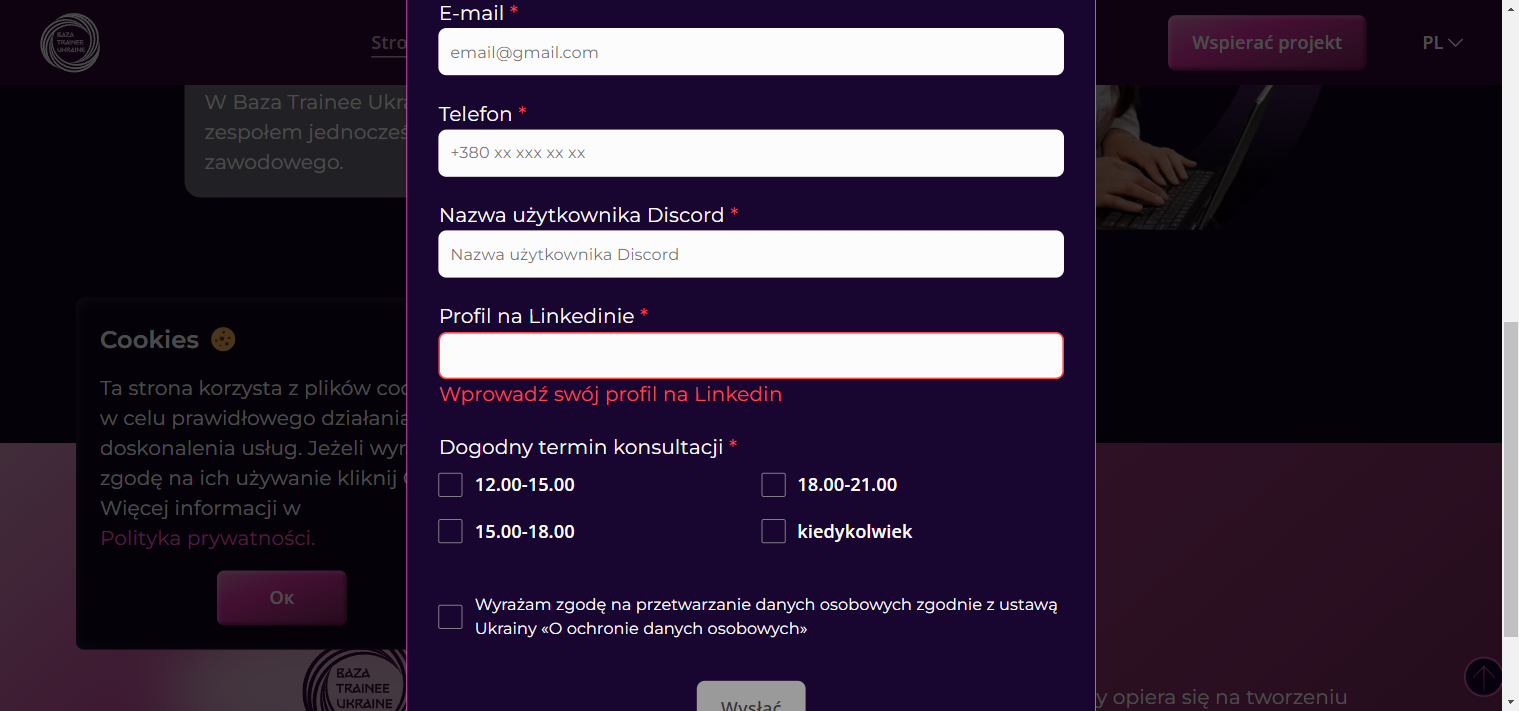 BAZA
TRAINEE
UKRAINE
Stro
Wspierać projekt
PL
W Baza Trainee Ukra
zespołem jednocześ
zawodowego.
E-mail *
email@gmail.com
Telefon *
+380 xx xxx xx xx
Nazwa użytkownika Discord *
Nazwa użytkownika Discord
Profil na Linkedinie *
Wprowadź swój profil na Linkedin
Dogodny termin konsultacji *
12.00-15.00
18.00-21.00
15.00-18.00
kiedykolwiek
Wyrażam zgodę na przetwarzanie danych osobowych zgodnie z ustawą
Ukrainy «O ochronie danych osobowych»
Wysłać
Cookies
Ta strona korzysta z plików coo
w celu prawidłowego działania
doskonalenia usług. Jeżeli wyr
zgodę na ich używanie kliknij
Więcej informacji w
Polityka prywatności.
Ок
BAZA
TRAINEE
UKRAINE
y opiera się na tworzeniu